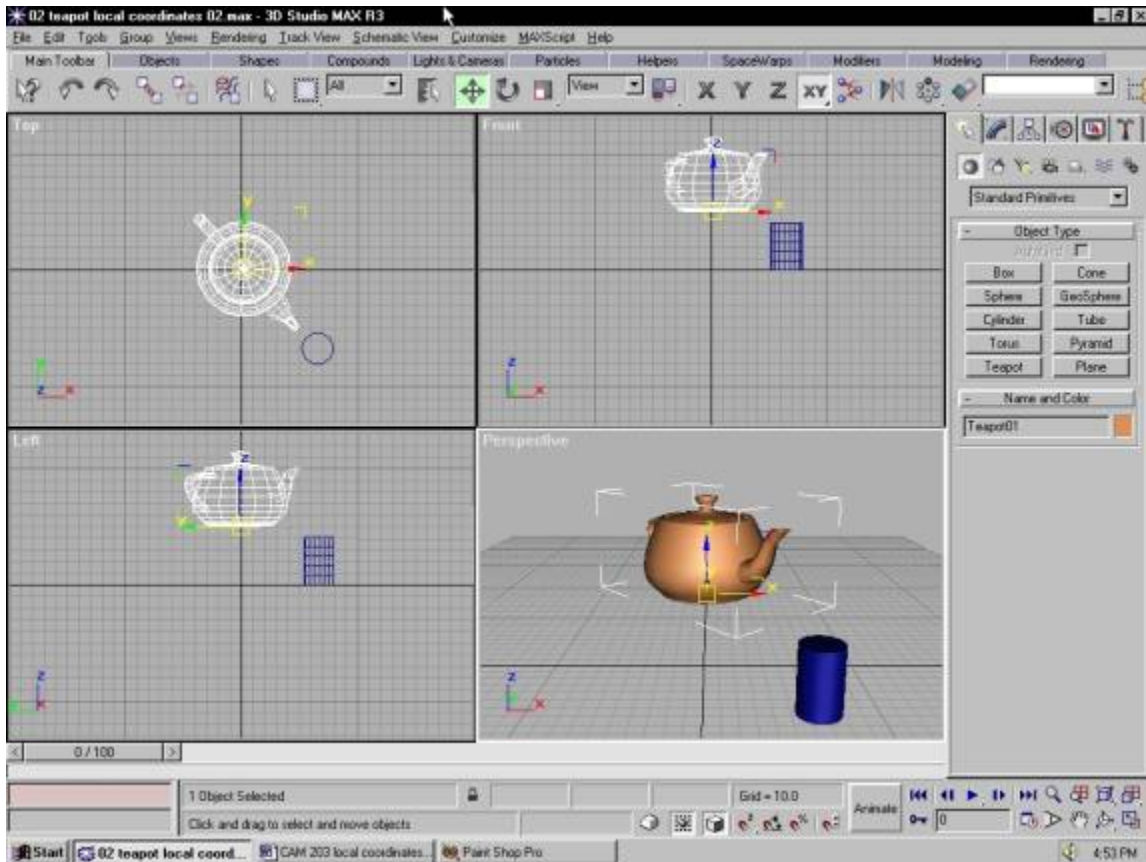 02 teapot local coordinates 02.max - 3D Studio MAX R3
File Edit Tools Group Views Rendering Track View Schematic View Customize MAXScript Help
Main Toolbar Objects Shapes Compounds Lights & Cameras Particles Helpers SpaceWarps Modifiers Modeling Rendering
All View X Y Z XY
Top
y
x
y
z x
Front
z
x
z
x
Standard Primitives
- Object Type
AutoGrid
Box Cone
Sphere GeoSphere
Cylinder Tube
Torus Pyramid
Teapot Plane
- Name and Color
Teapot01
Left
z
y
z
x
Perspective
z
x
z
x
< 0 / 100 >
1 Object Selected
Grid = 10.0
Animate
0
Click and drag to select and move objects
Start 02 teapot local coord... CAM 203 local coordinates... Paint Shop Pro 4:53 PM